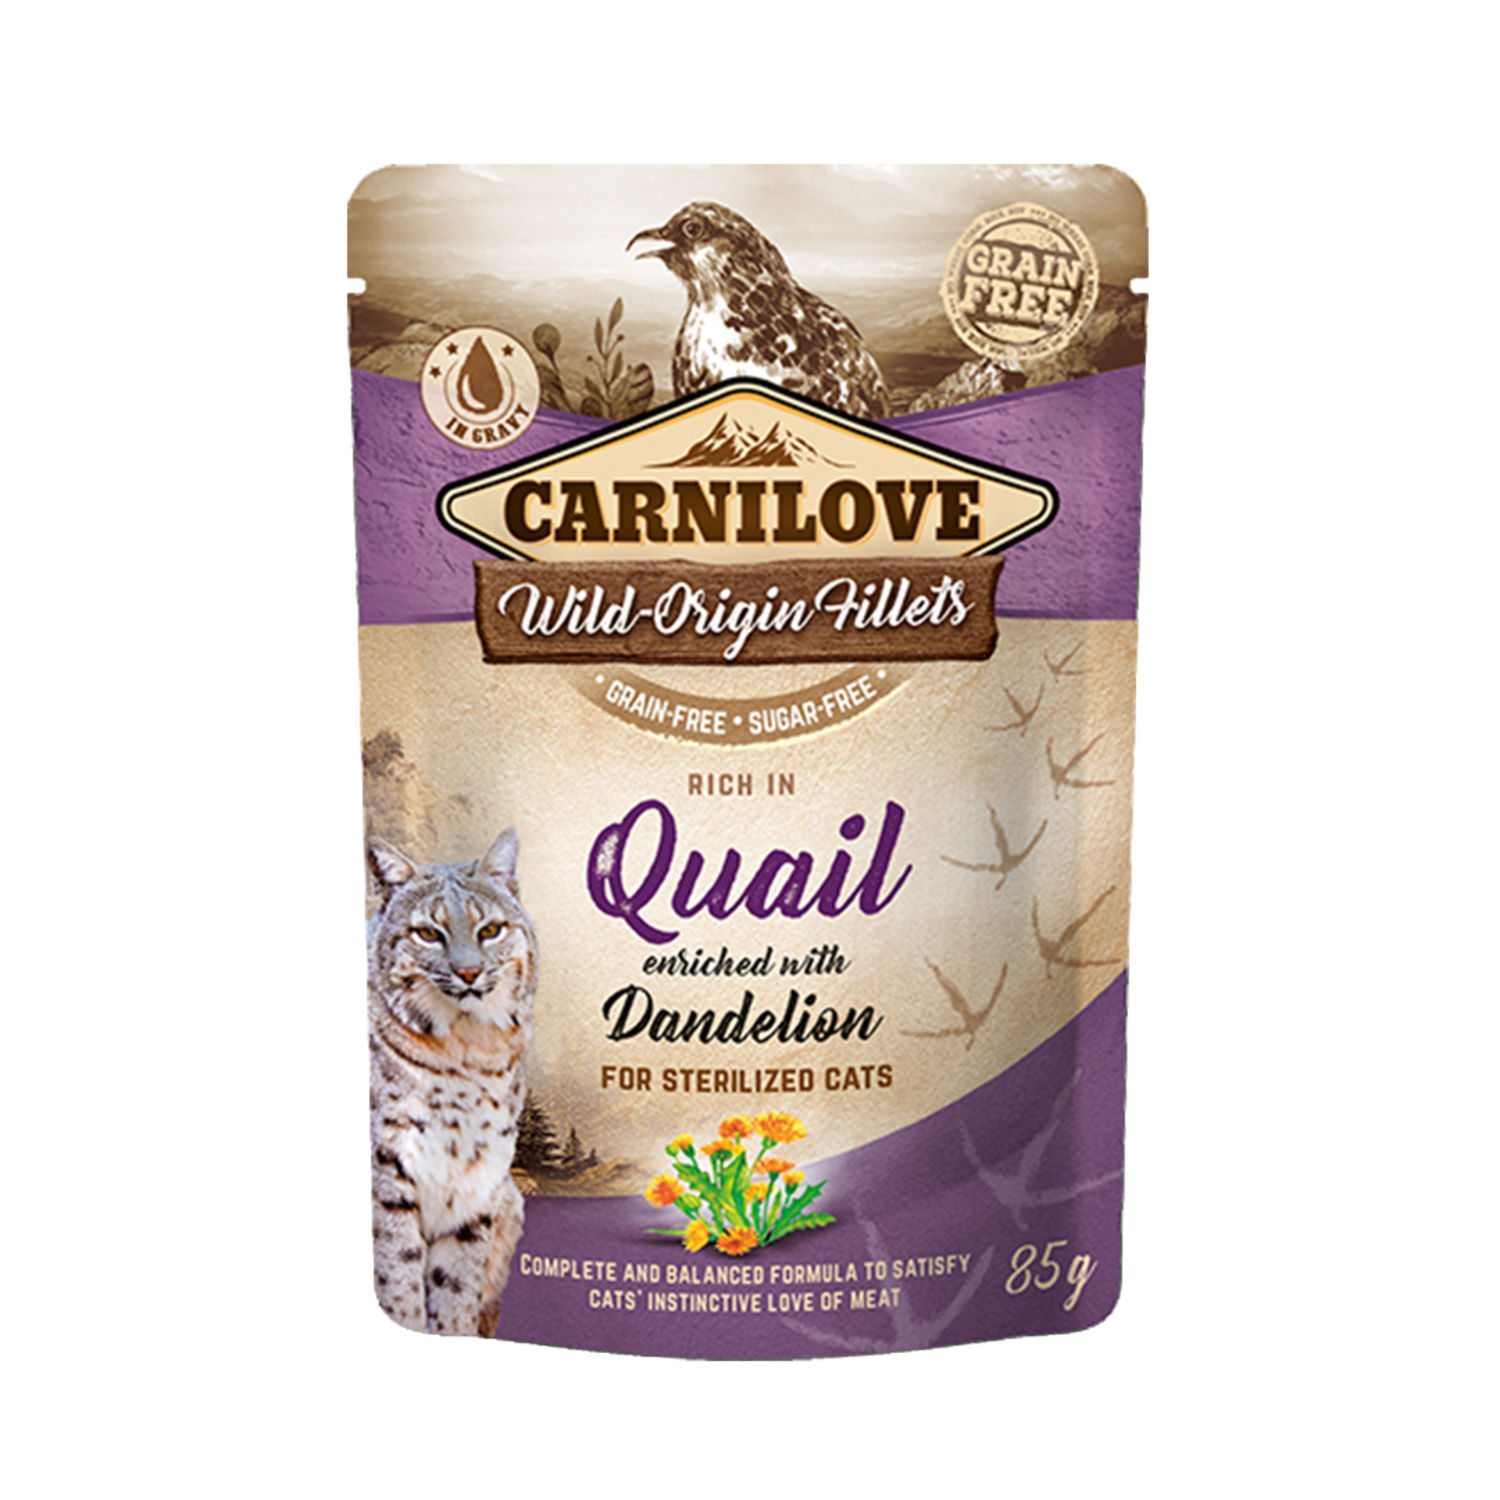 GRAIN
FREE
IN GRAVY
CARNILOVE
Wild-Origin Fillets
• GRAIN-FREE • SUGAR-FREE •
RICH IN
Quail
enriched with
Dandelion
FOR STERILIZED CATS
COMPLETE AND BALANCED FORMULA TO SATISFY
CATS' INSTINCTIVE LOVE OF MEAT
85g